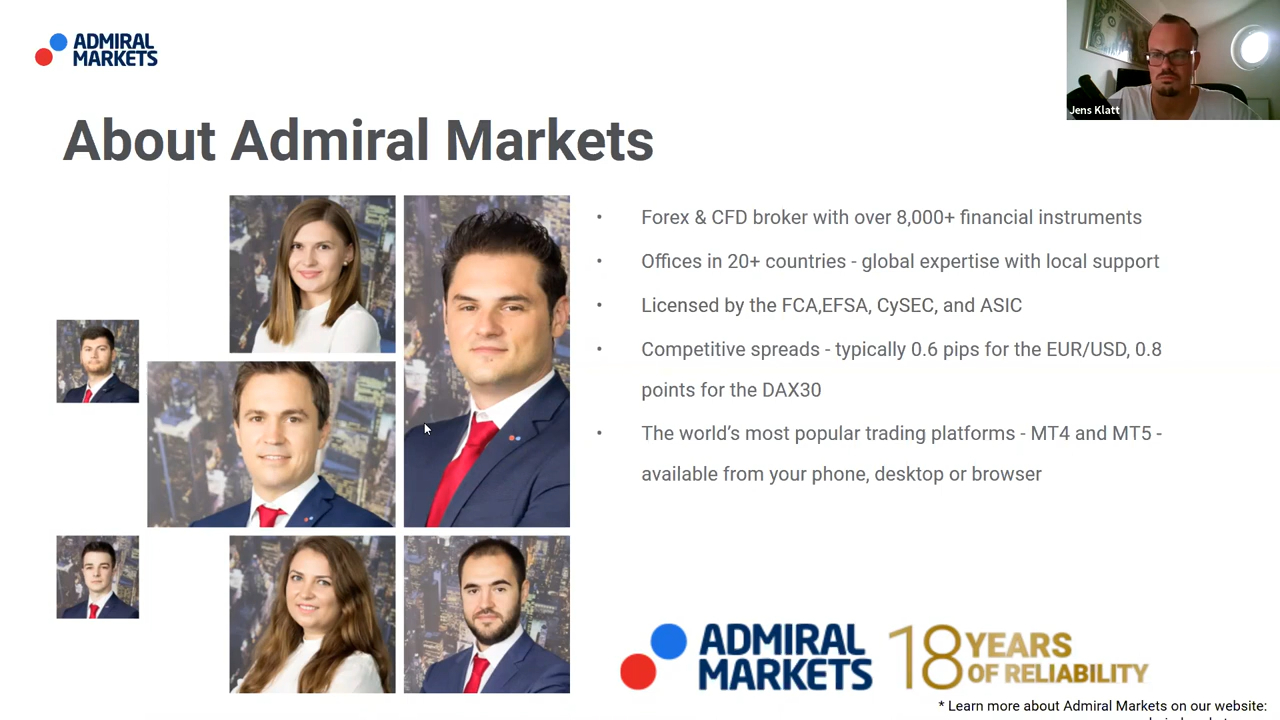 ADMIRAL
MARKETS
Jens Klatt
About Admiral Markets
• Forex & CFD broker with over 8,000+ financial instruments
• Offices in 20+ countries - global expertise with local support
• Licensed by the FCA,EFSA, CySEC, and ASIC
• Competitive spreads - typically 0.6 pips for the EUR/USD, 0.8
points for the DAX30
• The world's most popular trading platforms - MT4 and MT5 -
available from your phone, desktop or browser
ADMIRAL
MARKETS
18 YEARS
OF RELIABILITY
* Learn more about Admiral Markets on our website: